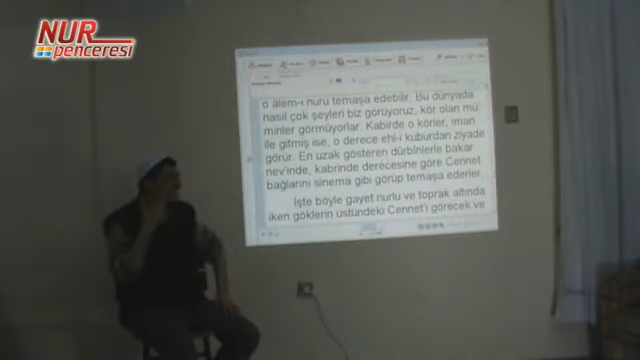 NUR
penceresi
o âlem-i nuru temaşa edebilir. Bu dünyada
nasıl çok şeyleri biz görüyoruz, kör olan mü'
minler görmüyorlar. Kabirde o körler, iman
ile gitmiş ise, o derece ehl-i kuburdan ziyade
görür. En uzak gösteren dürbînlerle bakar
nev'inde, kabrinde derecesine göre Cennet
bağlarını sinema gibi görüp temaşa ederler.
İşte böyle gayet nurlu ve toprak altında
iken göklerin üstündeki Cennet'i görecek ve